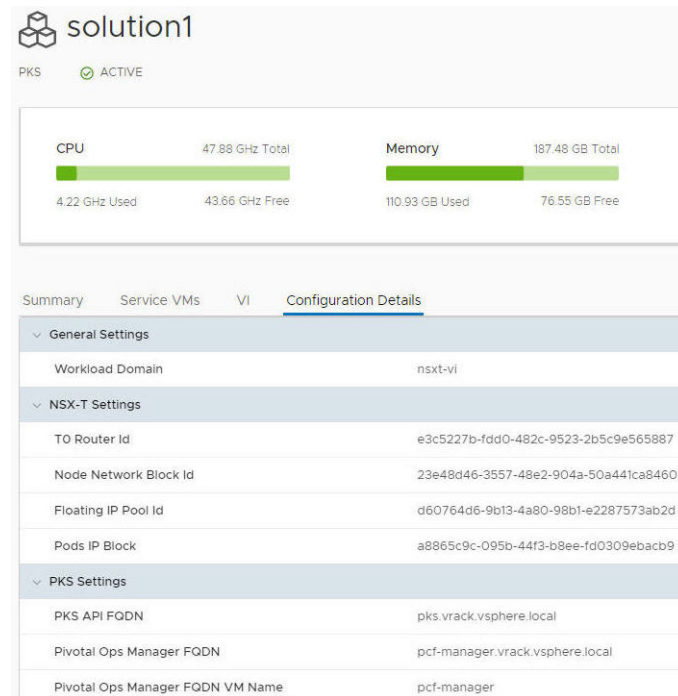 solution1
PKS ACTIVE
CPU 47.88 GHz Total
4.22 GHz Used 43.66 GHz Free
Memory 187.48 GB Total
110.93 GB Used 76.55 GB Free
Summary Service VMs VI Configuration Details
General Settings
Workload Domain nsxt-vi
NSX-T Settings
T0 Router Id e3c5227b-fdd0-482c-9523-2b5c9e565887
Node Network Block Id 23e48d46-3557-48e2-904a-50a441ca8460
Floating IP Pool Id d60764d6-9b13-4a80-98b1-e2287573ab2d
Pods IP Block a8865c9c-095b-44f3-b8ee-fd0309ebacb9
PKS Settings
PKS API FQDN pks.vrack.vsphere.local
Pivotal Ops Manager FQDN pcf-manager.vrack.vsphere.local
Pivotal Ops Manager FQDN VM Name pcf-manager